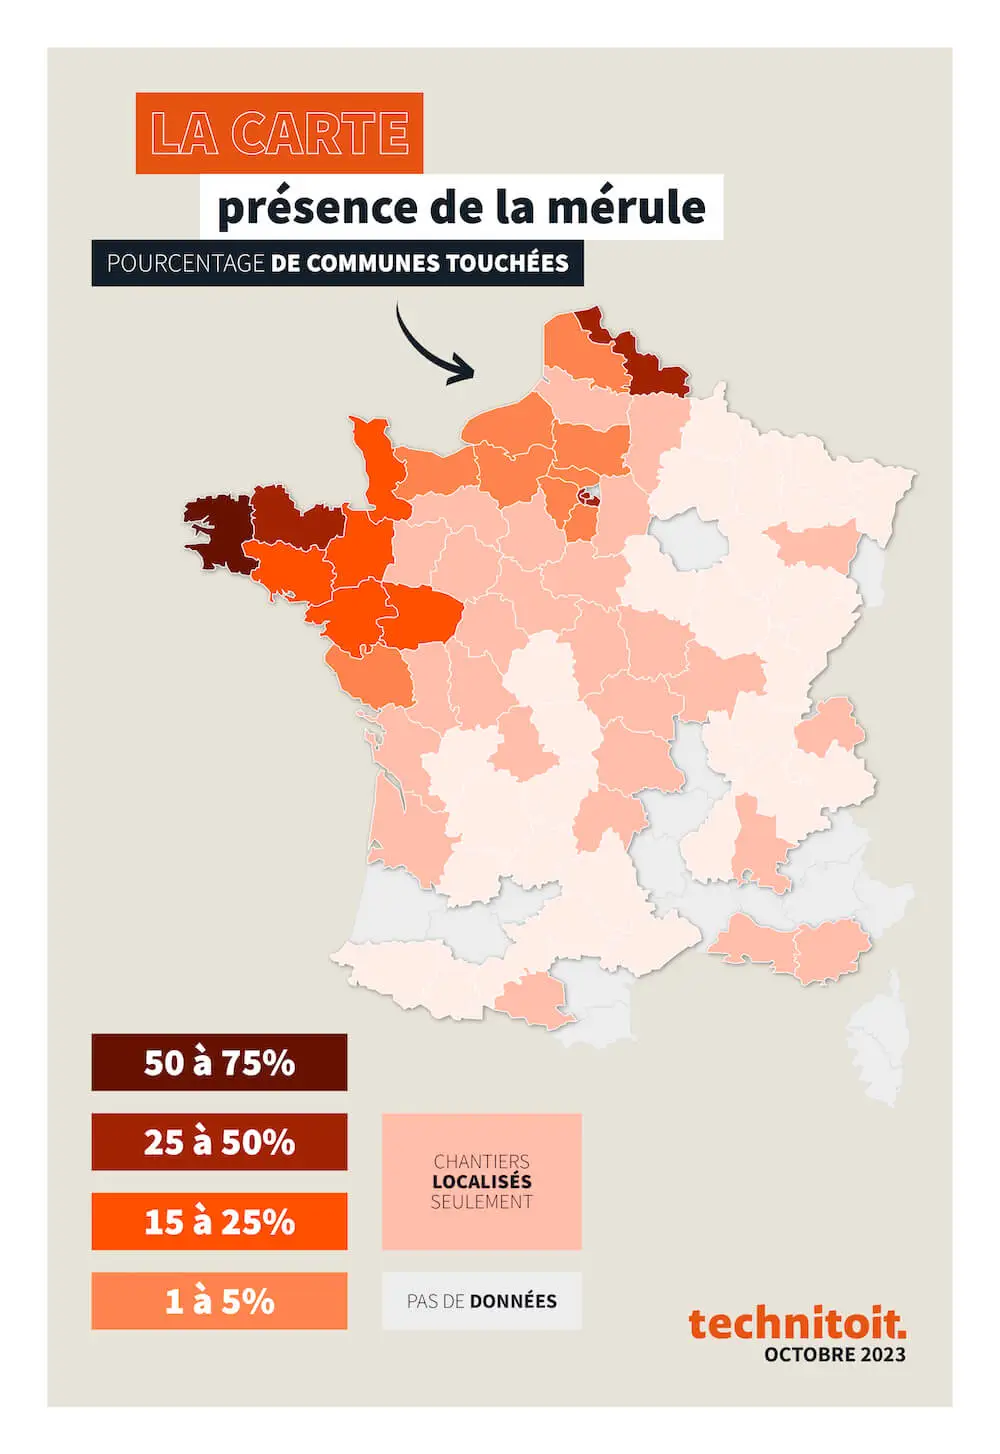 LA CARTE
présence de la mérule
POURCENTAGE DE COMMUNES TOUCHÉES
50 à 75%
25 à 50%
15 à 25%
1 à 5%
CHANTIERS
LOCALISÉS
SEULEMENT
PAS DE DONNÉES
technitoit.
OCTOBRE 2023